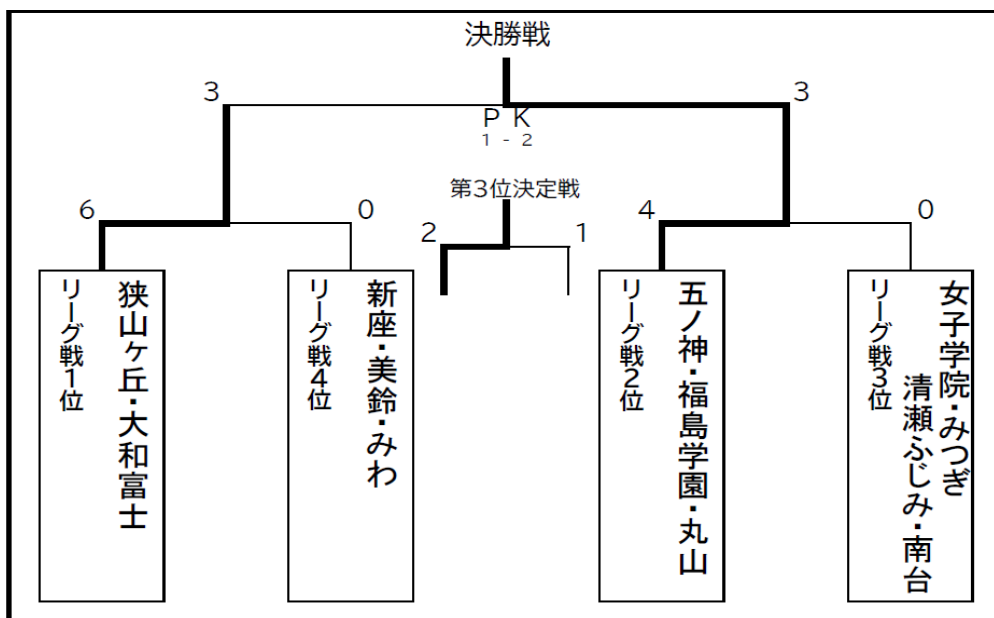 決勝戦
3
3
PK
1 - 2
第3位決定戦
6
0
2
1
4
0
狭山ヶ丘・大和富士
リーグ戦1位
新座・美鈴・みわ
リーグ戦4位
五ノ神・福島学園・丸山
リーグ戦2位
女子学院・みつぎ
清瀬ふじみ・南台
リーグ戦3位